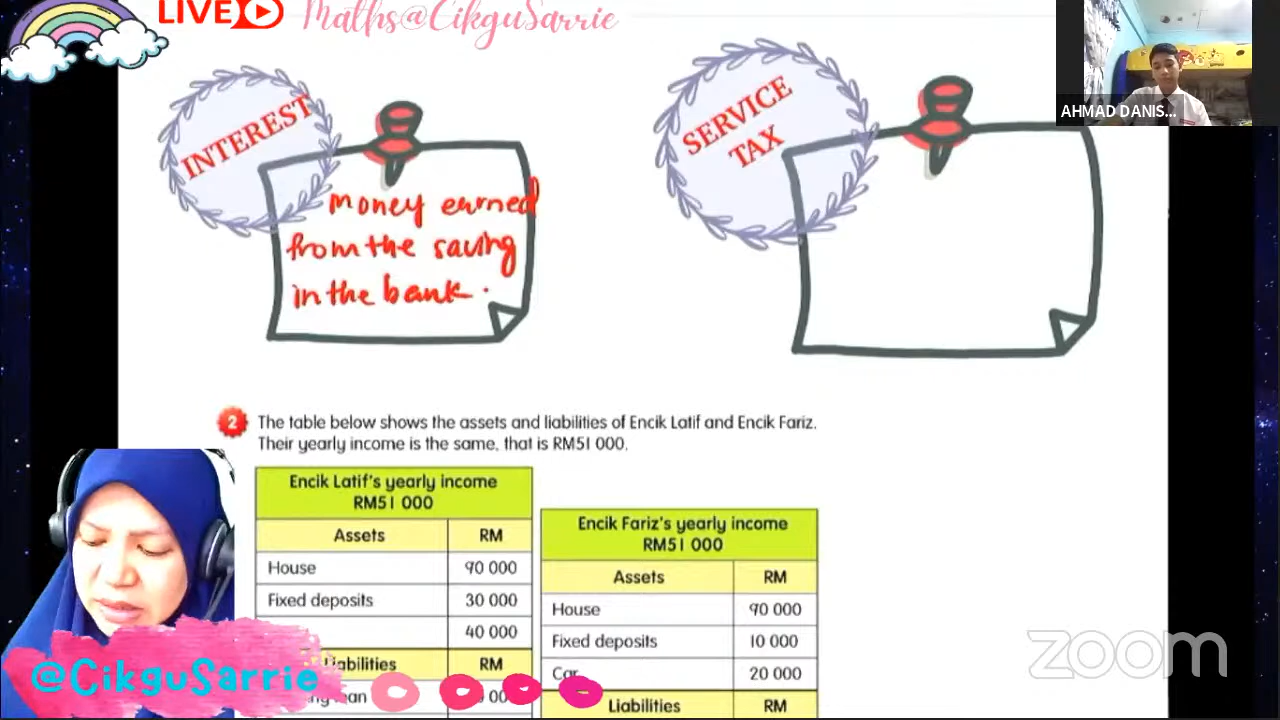 LIVE Maths@CikguSarrie
AHMAD DANIS...
INTEREST
money earned
from the saving
in the bank.
SERVICE
TAX
2 The table below shows the assets and liabilities of Encik Latif and Encik Fariz.
Their yearly income is the same, that is RM51 000.
Encik Latif's yearly income
RM51 000
Assets RM
House 90 000
Fixed deposits 30 000
40 000
RM
Encik Fariz's yearly income
RM51 000
Assets RM
House 90 000
Fixed deposits 10 000
Car 20 000
Liabilities RM
@CikguSarrie
zoom